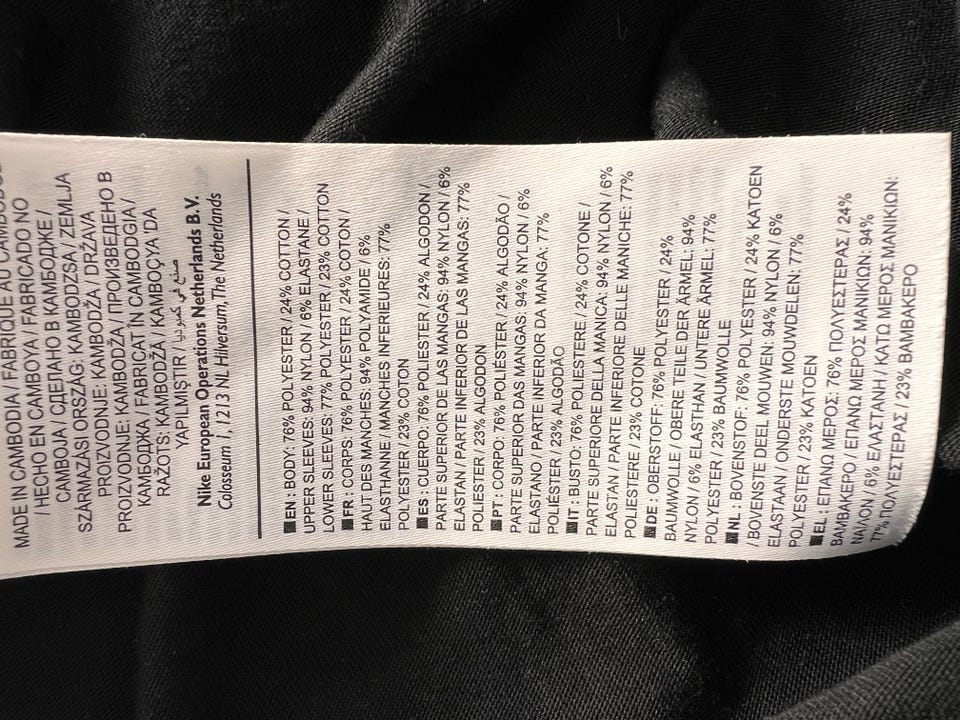 MADE IN CAMBODIA / FABRIQUÉ AU CAMBODGE
/ HECHO EN CAMBOYA / FABRICADO NO
CAMBOJA / СДЕЛАНО В КАМБОДЖЕ /
SZÁRMAZÁSI ORSZÁG: KAMBODZSA / ZEMLJA
PROIZVODNJE: KAMBODŽA / DRŽAVA
PROIZVODNJE: KAMBODŽA / ПРОИЗВЕДЕНО В
КАМБОДЖА / FABRICAT ÎN CAMBODGIA /
RAŽOTS: KAMBODŽĀ / KAMBOÇYA'DA
YAPILMIŞTIR / صنع في كمبوديا
Nike European Operations Netherlands B.V.
Colosseum 1, 1213 NL Hilversum, The Netherlands
EN : BODY: 76% POLYESTER / 24% COTTON /
UPPER SLEEVES: 94% NYLON / 6% ELASTANE /
LOWER SLEEVES: 77% POLYESTER / 23% COTTON
FR : CORPS: 76% POLYESTER / 24% COTON /
HAUT DES MANCHES: 94% POLYAMIDE / 6%
ELASTHANNE / MANCHES INFERIEURES: 77%
POLYESTER / 23% COTON
ES : CUERPO: 76% POLIESTER / 24% ALGODON /
PARTE SUPERIOR DE LAS MANGAS: 94% NYLON / 6%
ELASTAN / PARTE INFERIOR DE LAS MANGAS: 77%
POLIESTER / 23% ALGODON
PT : CORPO: 76% POLIÉSTER / 24% ALGODÃO /
PARTE SUPERIOR DAS MANGAS: 94% NYLON / 6%
ELASTANO / PARTE INFERIOR DA MANGA: 77%
POLIÉSTER / 23% ALGODÃO
IT : BUSTO: 76% POLIESTERE / 24% COTONE /
PARTE SUPERIORE DELLA MANICA: 94% NYLON / 6%
ELASTAN / PARTE INFERIORE DELLE MANICHE: 77%
POLIESTERE / 23% COTONE
DE : OBERSTOFF: 76% POLYESTER / 24%
BAUMWOLLE / OBERE TEILE DER ÄRMEL: 94%
NYLON / 6% ELASTHAN / UNTERE ÄRMEL: 77%
POLYESTER / 23% BAUMWOLLE
NL : BOVENSTOF: 76% POLYESTER / 24% KATOEN
/ BOVENSTE DEEL MOUWEN: 94% NYLON / 6%
ELASTAAN / ONDERSTE MOUWDELEN: 77%
POLYESTER / 23% KATOEN
EL : ΕΠΑΝΩ ΜΕΡΟΣ: 76% ΠΟΛΥΕΣΤΕΡΑΣ / 24%
ΒΑΜΒΑΚΕΡΟ / ΕΠΑΝΩ ΜΕΡΟΣ ΜΑΝΙΚΙΩΝ: 94%
ΝΑΪΛΟΝ / 6% ΕΛΑΣΤΑΝΗ / ΚΑΤΩ ΜΕΡΟΣ ΜΑΝΙΚΙΩΝ:
77% ΠΟΛΥΕΣΤΕΡΑΣ / 23% ΒΑΜΒΑΚΕΡΟ